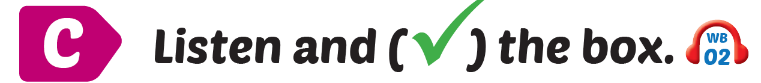 C Listen and (✓) the box. WB 02